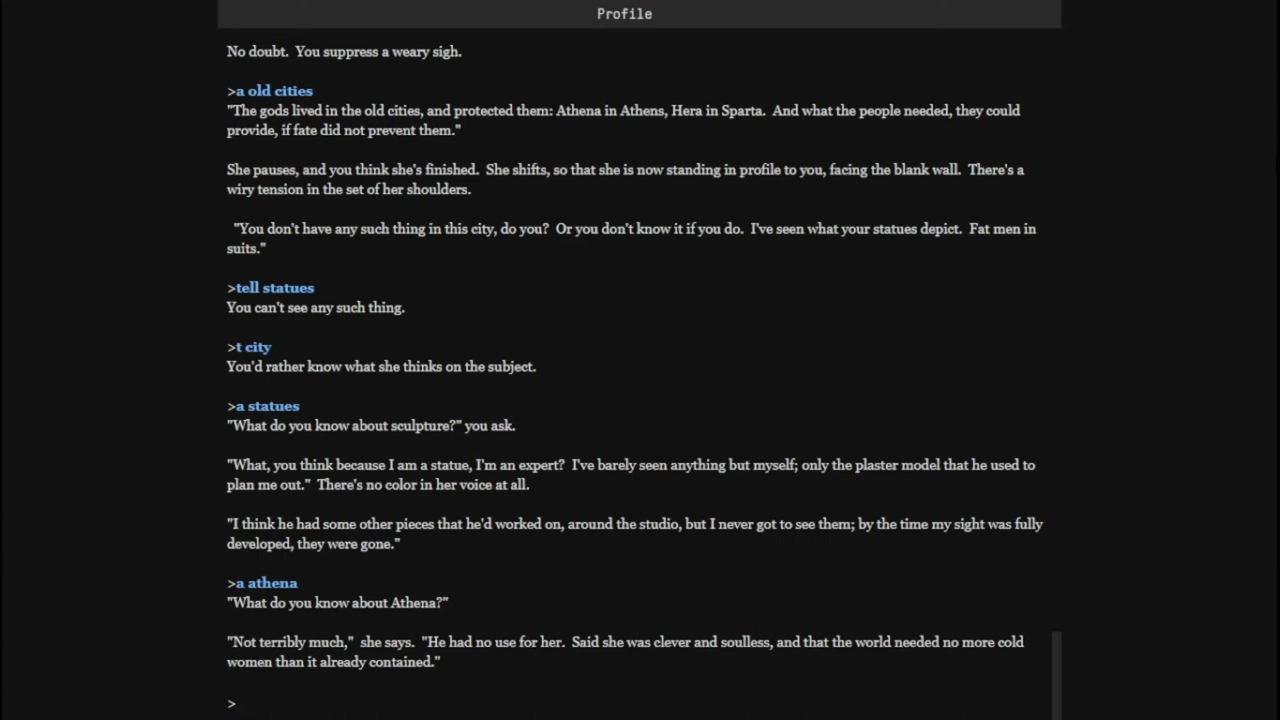 Profile
No doubt.  You suppress a weary sigh.
>a old cities
"The gods lived in the old cities, and protected them: Athena in Athens, Hera in Sparta.  And what the people needed, they could
provide, if fate did not prevent them."
She pauses, and you think she's finished.  She shifts, so that she is now standing in profile to you, facing the blank wall.  There's a
wiry tension in the set of her shoulders.
"You don't have any such thing in this city, do you?  Or you don't know it if you do.  I've seen what your statues depict.  Fat men in
suits."
>tell statues
You can't see any such thing.
>t city
You'd rather know what she thinks on the subject.
>a statues
"What do you know about sculpture?" you ask.
"What, you think because I am a statue, I'm an expert?  I've barely seen anything but myself; only the plaster model that he used to
plan me out."  There's no color in her voice at all.
"I think he had some other pieces that he'd worked on, around the studio, but I never got to see them; by the time my sight was fully
developed, they were gone."
>a athena
"What do you know about Athena?"
"Not terribly much,"  she says.  "He had no use for her.  Said she was clever and soulless, and that the world needed no more cold
women than it already contained."
>